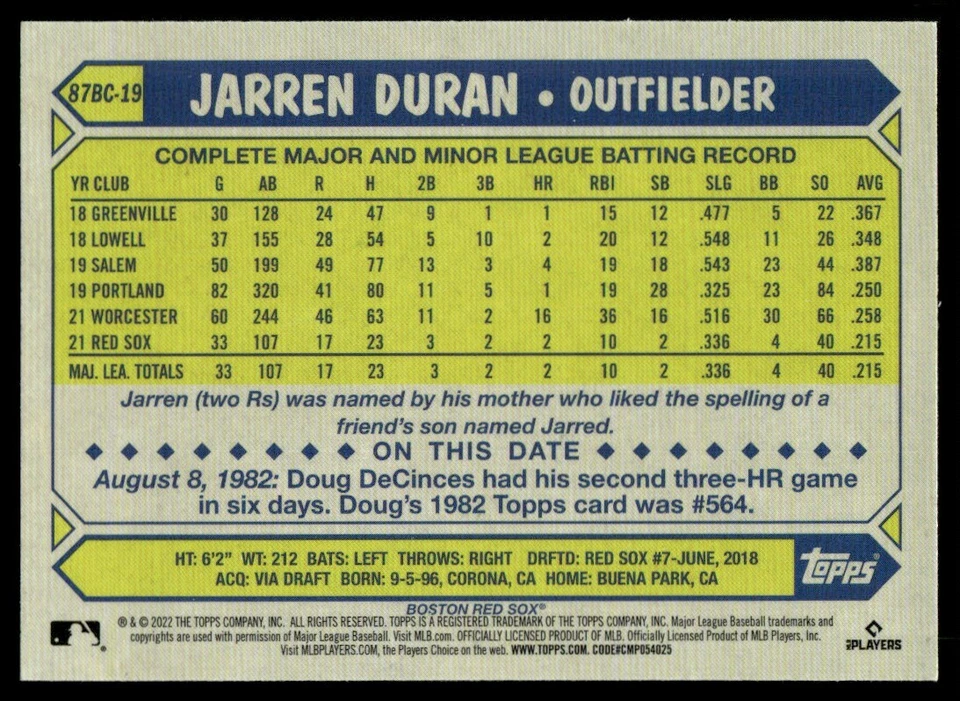 87BC-19 JARREN DURAN • OUTFIELDER
COMPLETE MAJOR AND MINOR LEAGUE BATTING RECORD
YR CLUB G AB R H 2B 3B HR RBI SB SLG BB SO AVG
18 GREENVILLE 30 128 24 47 9 1 1 15 12 .477 5 22 .367
18 LOWELL 37 155 28 54 5 10 2 20 12 .548 11 26 .348
19 SALEM 50 199 49 77 13 3 4 19 18 .543 23 44 .387
19 PORTLAND 82 320 41 80 11 5 1 19 28 .325 23 84 .250
21 WORCESTER 60 244 46 63 11 2 16 36 16 .516 30 66 .258
21 RED SOX 33 107 17 23 3 2 2 10 2 .336 4 40 .215
MAJ. LEA. TOTALS 33 107 17 23 3 2 2 10 2 .336 4 40 .215
Jarren (two Rs) was named by his mother who liked the spelling of a
friend's son named Jarred.
ON THIS DATE
August 8, 1982: Doug DeCinces had his second three-HR game
in six days. Doug's 1982 Topps card was #564.
HT: 6'2" WT: 212 BATS: LEFT THROWS: RIGHT DRFTD: RED SOX #7-JUNE, 2018
ACQ: VIA DRAFT BORN: 9-5-96, CORONA, CA HOME: BUENA PARK, CA
Topps®
BOSTON RED SOX®
® & © 2022 THE TOPPS COMPANY, INC. ALL RIGHTS RESERVED. TOPPS IS A REGISTERED TRADEMARK OF THE TOPPS COMPANY, INC. Major League Baseball trademarks and
copyrights are used with permission of Major League Baseball. Visit MLB.com. OFFICIALLY LICENSED PRODUCT OF MLB. Officially Licensed Product of MLB Players, Inc.
Visit MLBPLAYERS.COM, the Players Choice on the web. WWW.TOPPS.COM. CODE#CMP054025
MLB PLAYERS